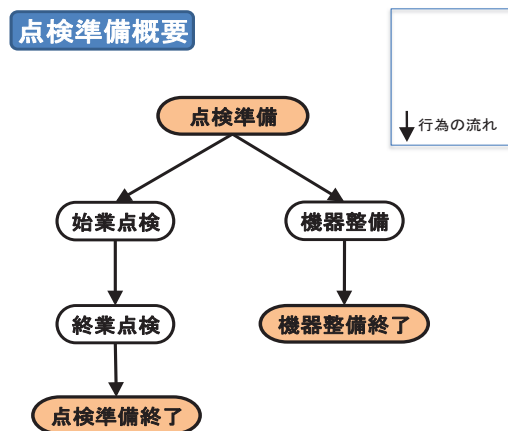 点検準備概要
行為の流れ
点検準備
始業点検
機器整備
終業点検
機器整備終了
点検準備終了